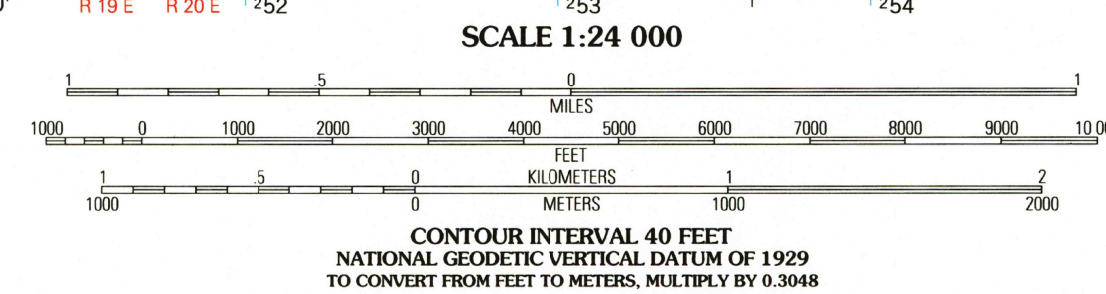 R 19 E R 20 E ²52 ²53 ²54
SCALE 1:24 000
1 .5 0 1
MILES
1000 0 1000 2000 3000 4000 5000 6000 7000 8000 9000 10 00
FEET
1 .5 0 KILOMETERS 1 2
1000 0 METERS 1000 2000
CONTOUR INTERVAL 40 FEET
NATIONAL GEODETIC VERTICAL DATUM OF 1929
TO CONVERT FROM FEET TO METERS, MULTIPLY BY 0.3048